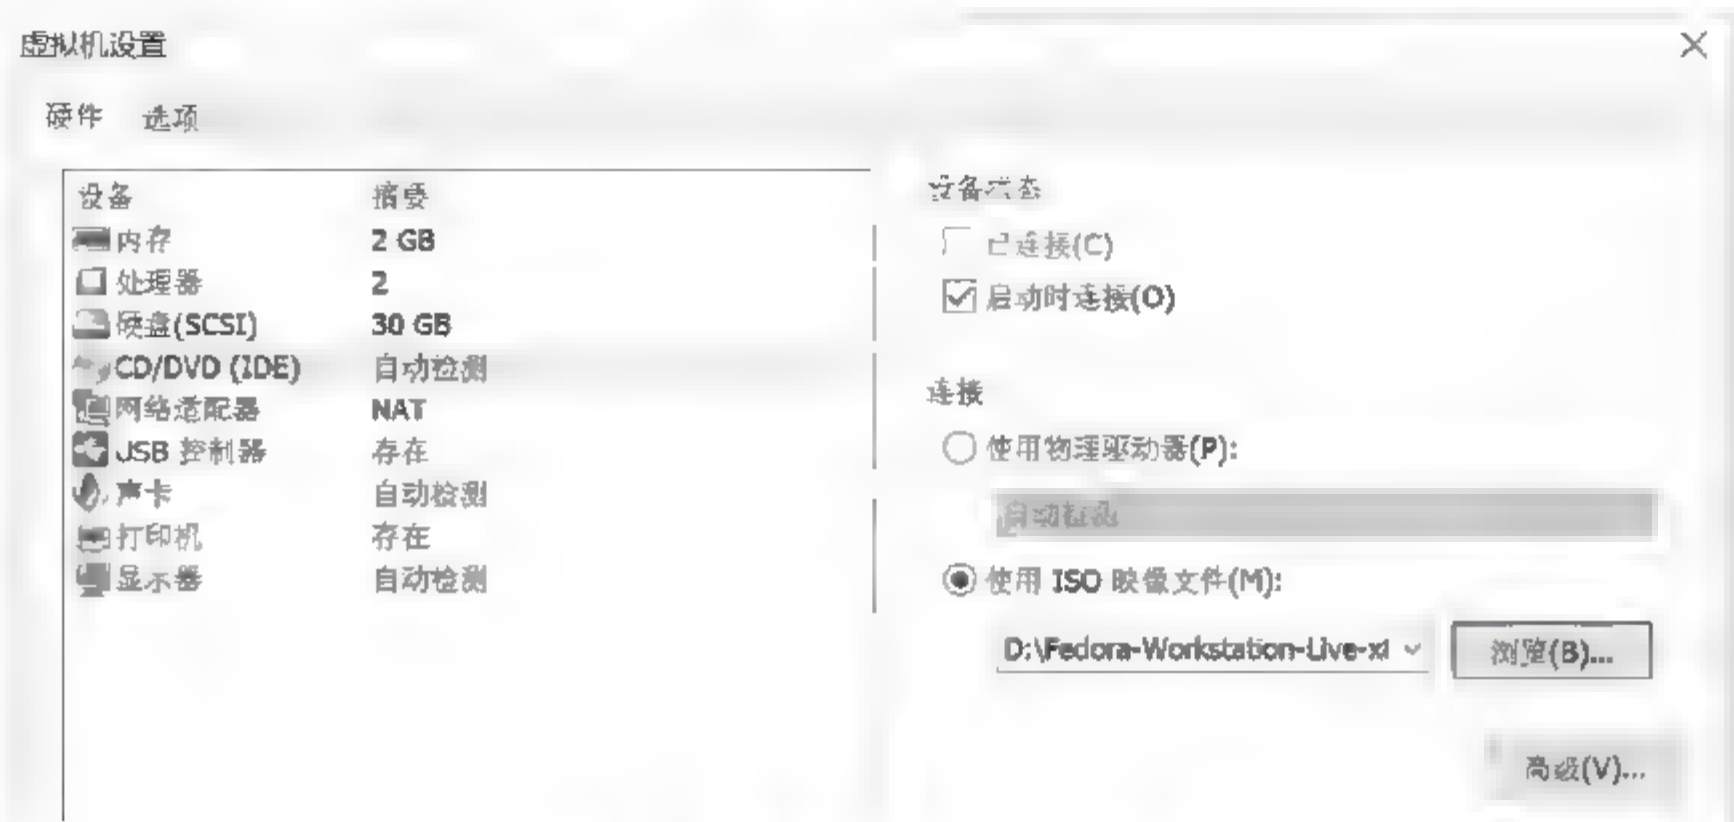 虚拟机设置
硬件 选项
设备 摘要
内存 2 GB
处理器 2
硬盘(SCSI) 30 GB
CD/DVD (IDE) 自动检测
网络适配器 NAT
USB 控制器 存在
声卡 自动检测
打印机 存在
显示器 自动检测
设备状态
已连接(C)
启动时连接(O)
连接
使用物理驱动器(P):
自动检测
使用 ISO 映像文件(M):
D:\Fedora-Workstation-Live-x
浏览(B)...
高级(V)...